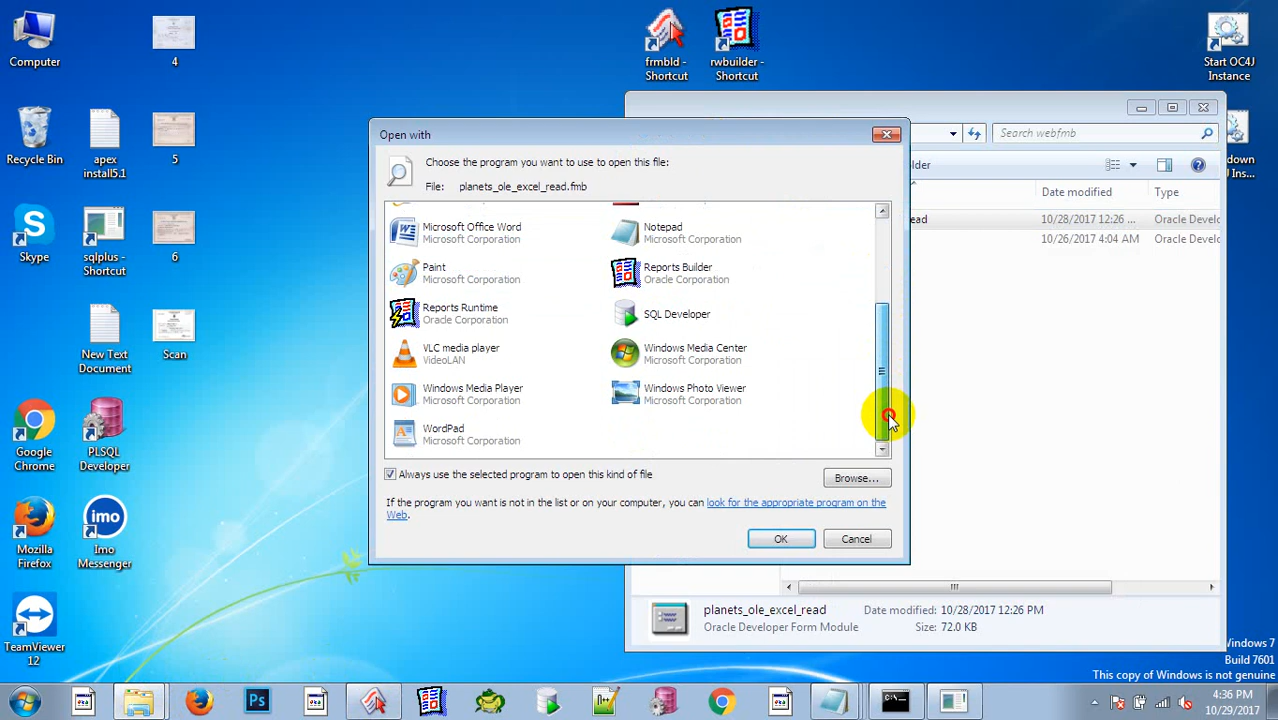 Computer
4
frmbld -
Shortcut
rwbuilder -
Shortcut
Start OC4J
Instance
Recycle Bin
apex
install5.1
5
Skype
sqlplus -
Shortcut
6
New Text
Document
Scan
Google
Chrome
PLSQL
Developer
Mozilla
Firefox
Imo
Messenger
TeamViewer
12
Open with
Choose the program you want to use to open this file:
File: planets_ole_excel_read.fmb
Microsoft Office Word
Microsoft Corporation
Notepad
Microsoft Corporation
Paint
Microsoft Corporation
Reports Builder
Oracle Corporation
Reports Runtime
Oracle Corporation
SQL Developer
VLC media player
VideoLAN
Windows Media Center
Microsoft Corporation
Windows Media Player
Microsoft Corporation
Windows Photo Viewer
Microsoft Corporation
WordPad
Microsoft Corporation
Always use the selected program to open this kind of file
Browse...
If the program you want is not in the list or on your computer, you can look for the appropriate program on the
Web.
OK
Cancel
Search webfmb
lder
Date modified
Type
ead
10/28/2017 12:26 ...
Oracle Develo
10/26/2017 4:04 AM
Oracle Develo
own
Ins...
planets_ole_excel_read
Date modified: 10/28/2017 12:26 PM
Oracle Developer Form Module
Size: 72.0 KB
Windows 7
Build 7601
This copy of Windows is not genuine
Ps
4:36 PM
10/29/2017